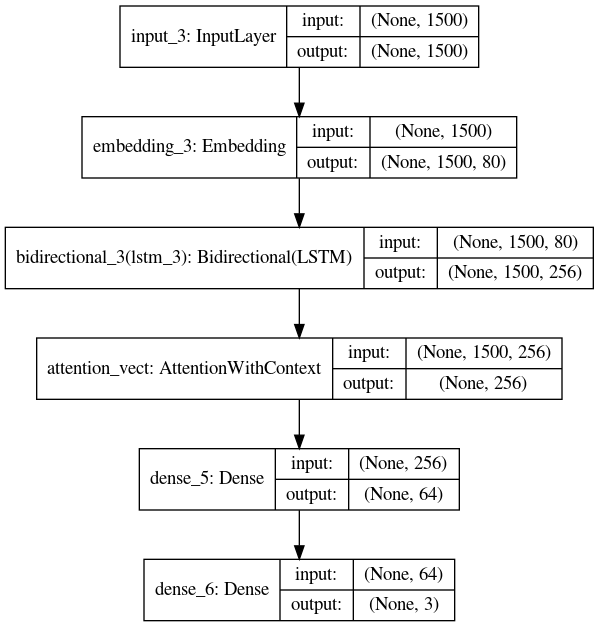 input_3: InputLayer
input: (None, 1500)
output: (None, 1500)
embedding_3: Embedding
input: (None, 1500)
output: (None, 1500, 80)
bidirectional_3(lstm_3): Bidirectional(LSTM)
input: (None, 1500, 80)
output: (None, 1500, 256)
attention_vect: AttentionWithContext
input: (None, 1500, 256)
output: (None, 256)
dense_5: Dense
input: (None, 256)
output: (None, 64)
dense_6: Dense
input: (None, 64)
output: (None, 3)